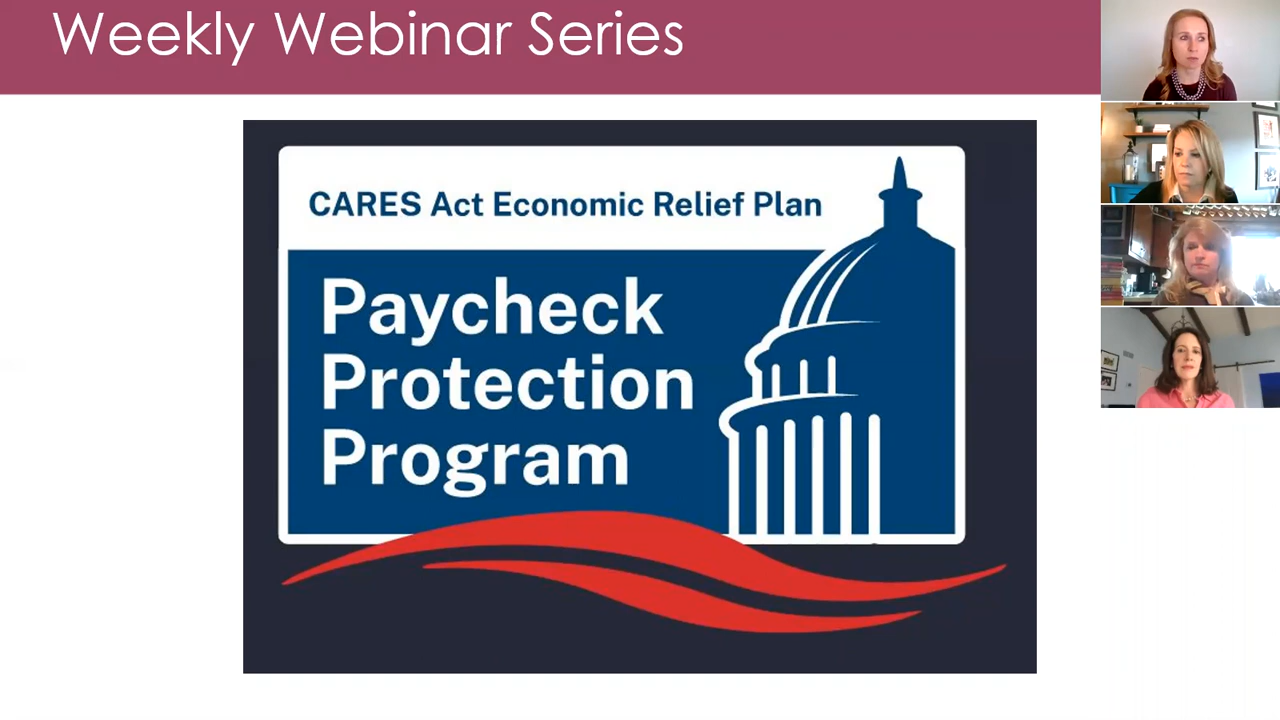 Weekly Webinar Series
CARES Act Economic Relief Plan
Paycheck
Protection
Program